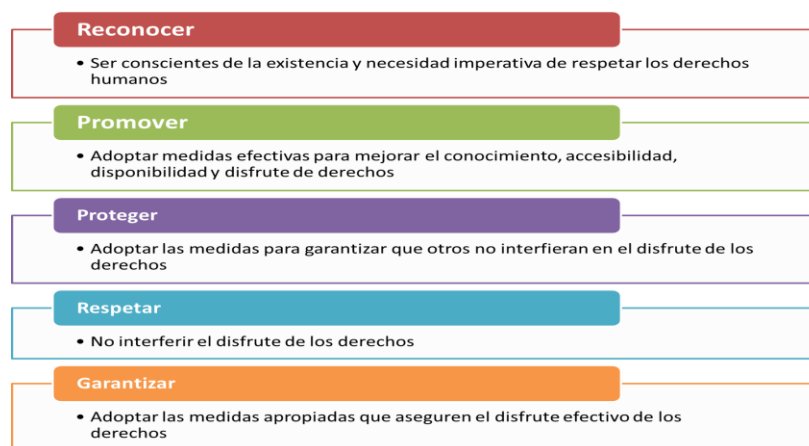 Reconocer
• Ser conscientes de la existencia y necesidad imperativa de respetar los derechos
humanos
Promover
• Adoptar medidas efectivas para mejorar el conocimiento, accesibilidad,
disponibilidad y disfrute de derechos
Proteger
• Adoptar las medidas para garantizar que otros no interfieran en el disfrute de los
derechos
Respetar
• No interferir el disfrute de los derechos
Garantizar
• Adoptar las medidas apropiadas que aseguren el disfrute efectivo de los
derechos